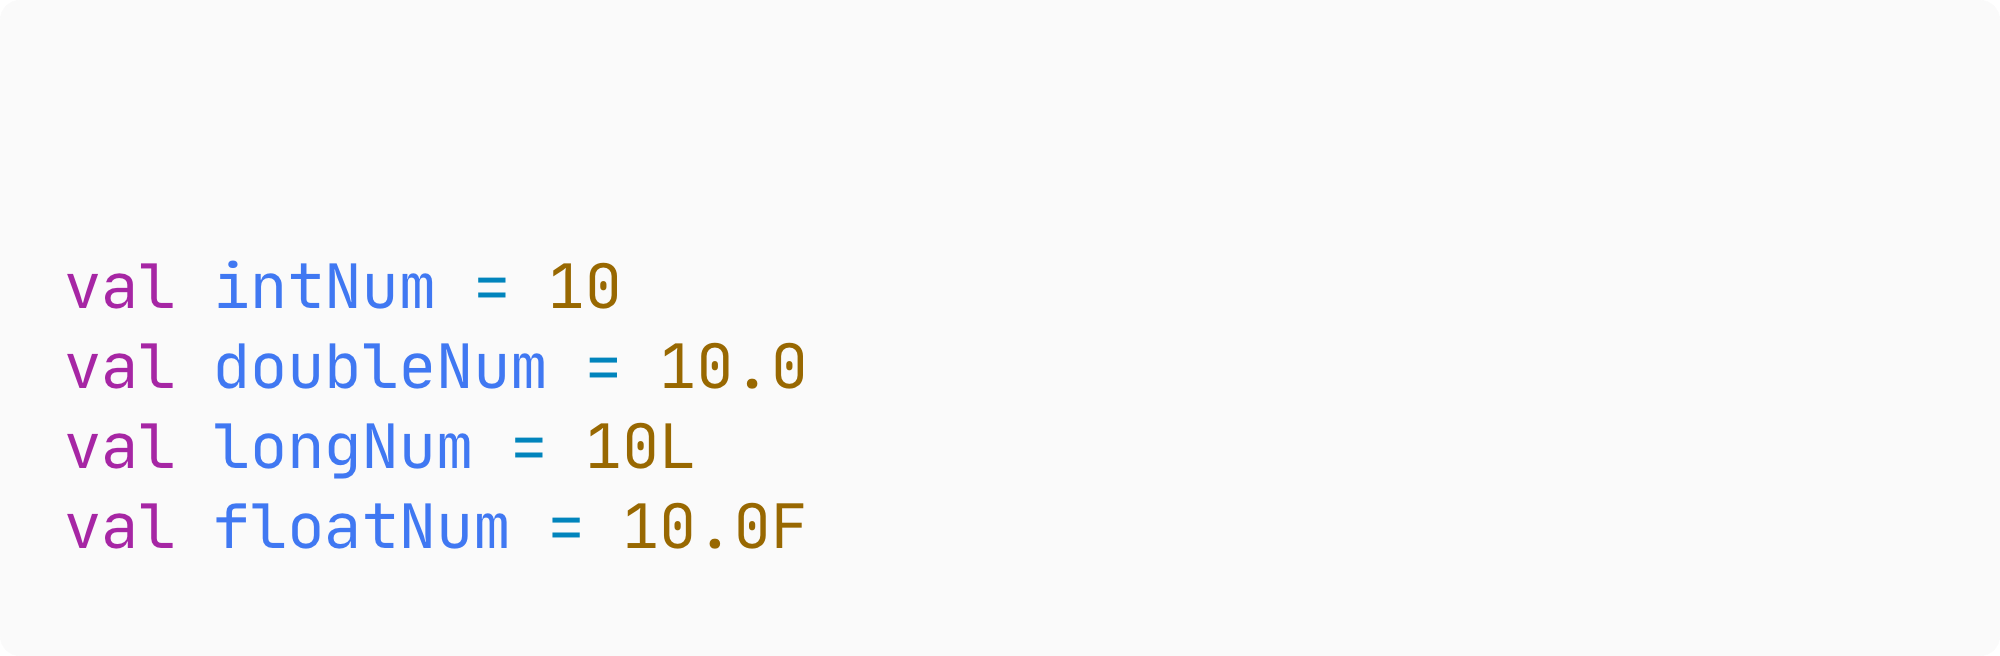 val intNum = 10
val doubleNum = 10.0
val longNum = 10L
val floatNum = 10.0F